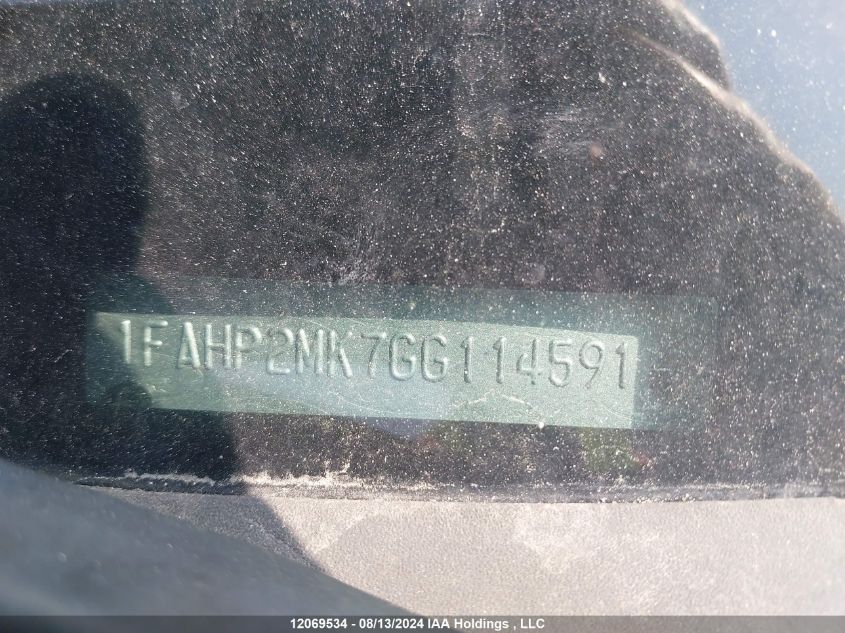 1FAHP2MK7GG114591
12069534 - 08/13/2024 IAA Holdings , LLC